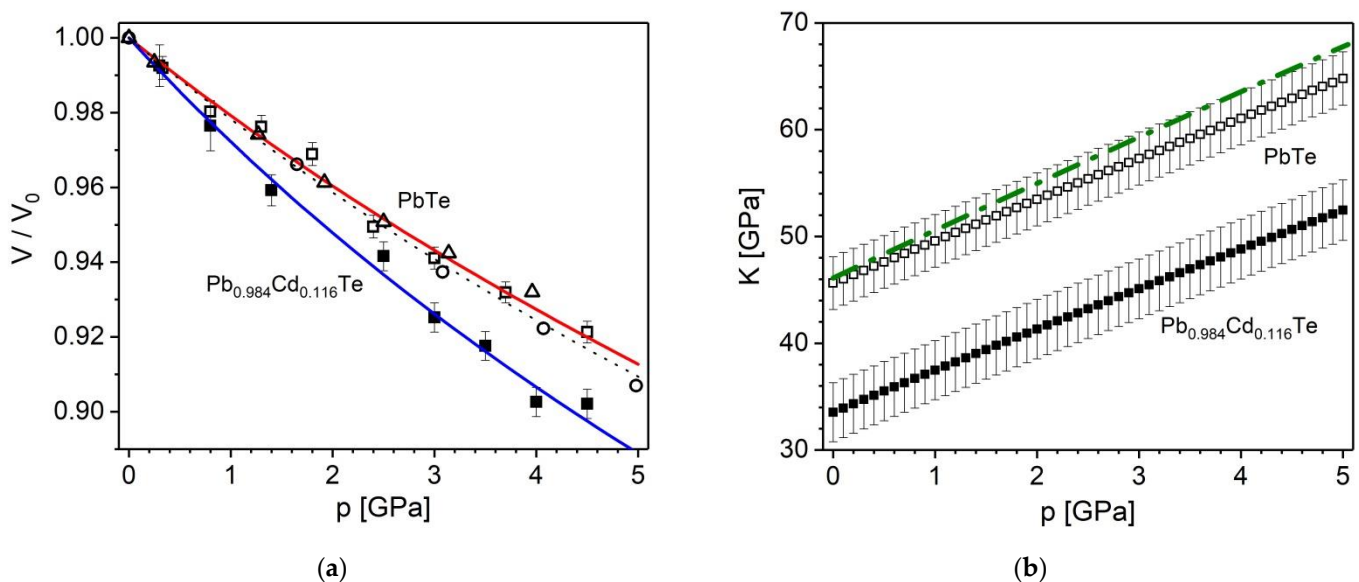 1.00
0.98
0.96
0.94
0.92
0.90
V / V₀
0 1 2 3 4 5
p [GPa]
PbTe
Pb₀.₉₈₄Cd₀.₁₁₆Te
(a)
70
60
50
40
30
K [GPa]
0 1 2 3 4 5
p [GPa]
PbTe
Pb₀.₉₈₄Cd₀.₁₁₆Te
(b)